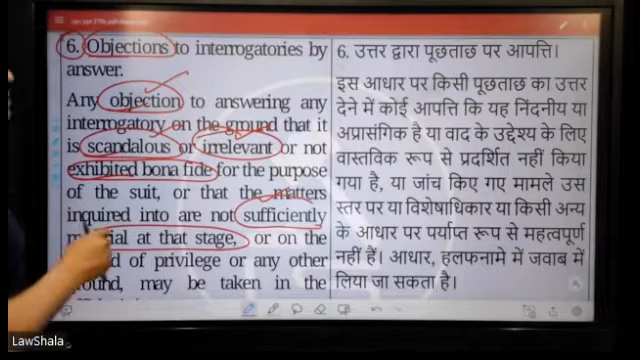 6. Objections to interrogatories by
answer.
Any objection to answering any
interrogatory on the ground that it
is scandalous or irrelevant or not
exhibited bona fide for the purpose
of the suit, or that the matters
inquired into are not sufficiently
at that stage, or on the
of privilege or any other
may be taken in the
6. उत्तर द्वारा पूछताछ पर आपत्ति।
इस आधार पर किसी पूछताछ का उत्तर
देने में कोई आपत्ति कि यह निंदनीय या
अप्रासंगिक है या वाद के उद्देश्य के लिए
वास्तविक रूप से प्रदर्शित नहीं किया
गया है, या जांच किए गए मामले उस
स्तर पर या विशेषाधिकार या किसी अन्य
के आधार पर पर्याप्त रूप से महत्वपूर्ण
नहीं हैं। आधार, हलफनामे में जवाब में
लिया जा सकता है।
LawShala